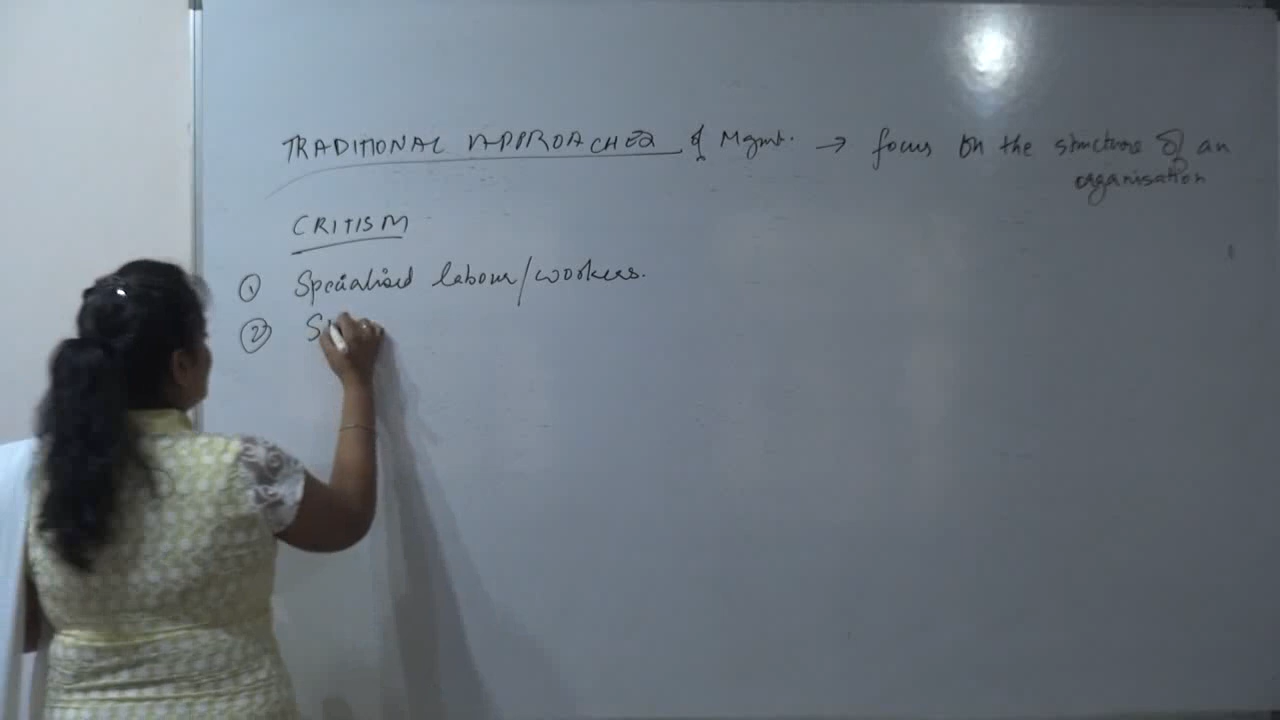 TRADITIONAL APPROACHES of Mgmt. → focus on the structure of an
organisation
CRITISM
① Specialised labour/workers.
② S